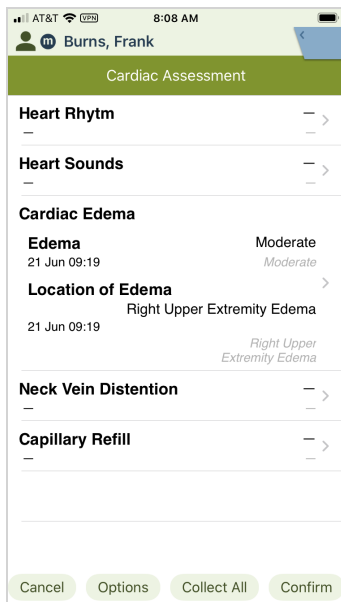 AT&T VPN 8:08 AM
m Burns, Frank
Cardiac Assessment
Heart Rhytm —
— —
Heart Sounds —
— —
Cardiac Edema
Edema Moderate
21 Jun 09:19 Moderate
Location of Edema
Right Upper Extremity Edema
21 Jun 09:19
Right Upper
Extremity Edema
Neck Vein Distention —
— —
Capillary Refill —
— —
Cancel Options Collect All Confirm